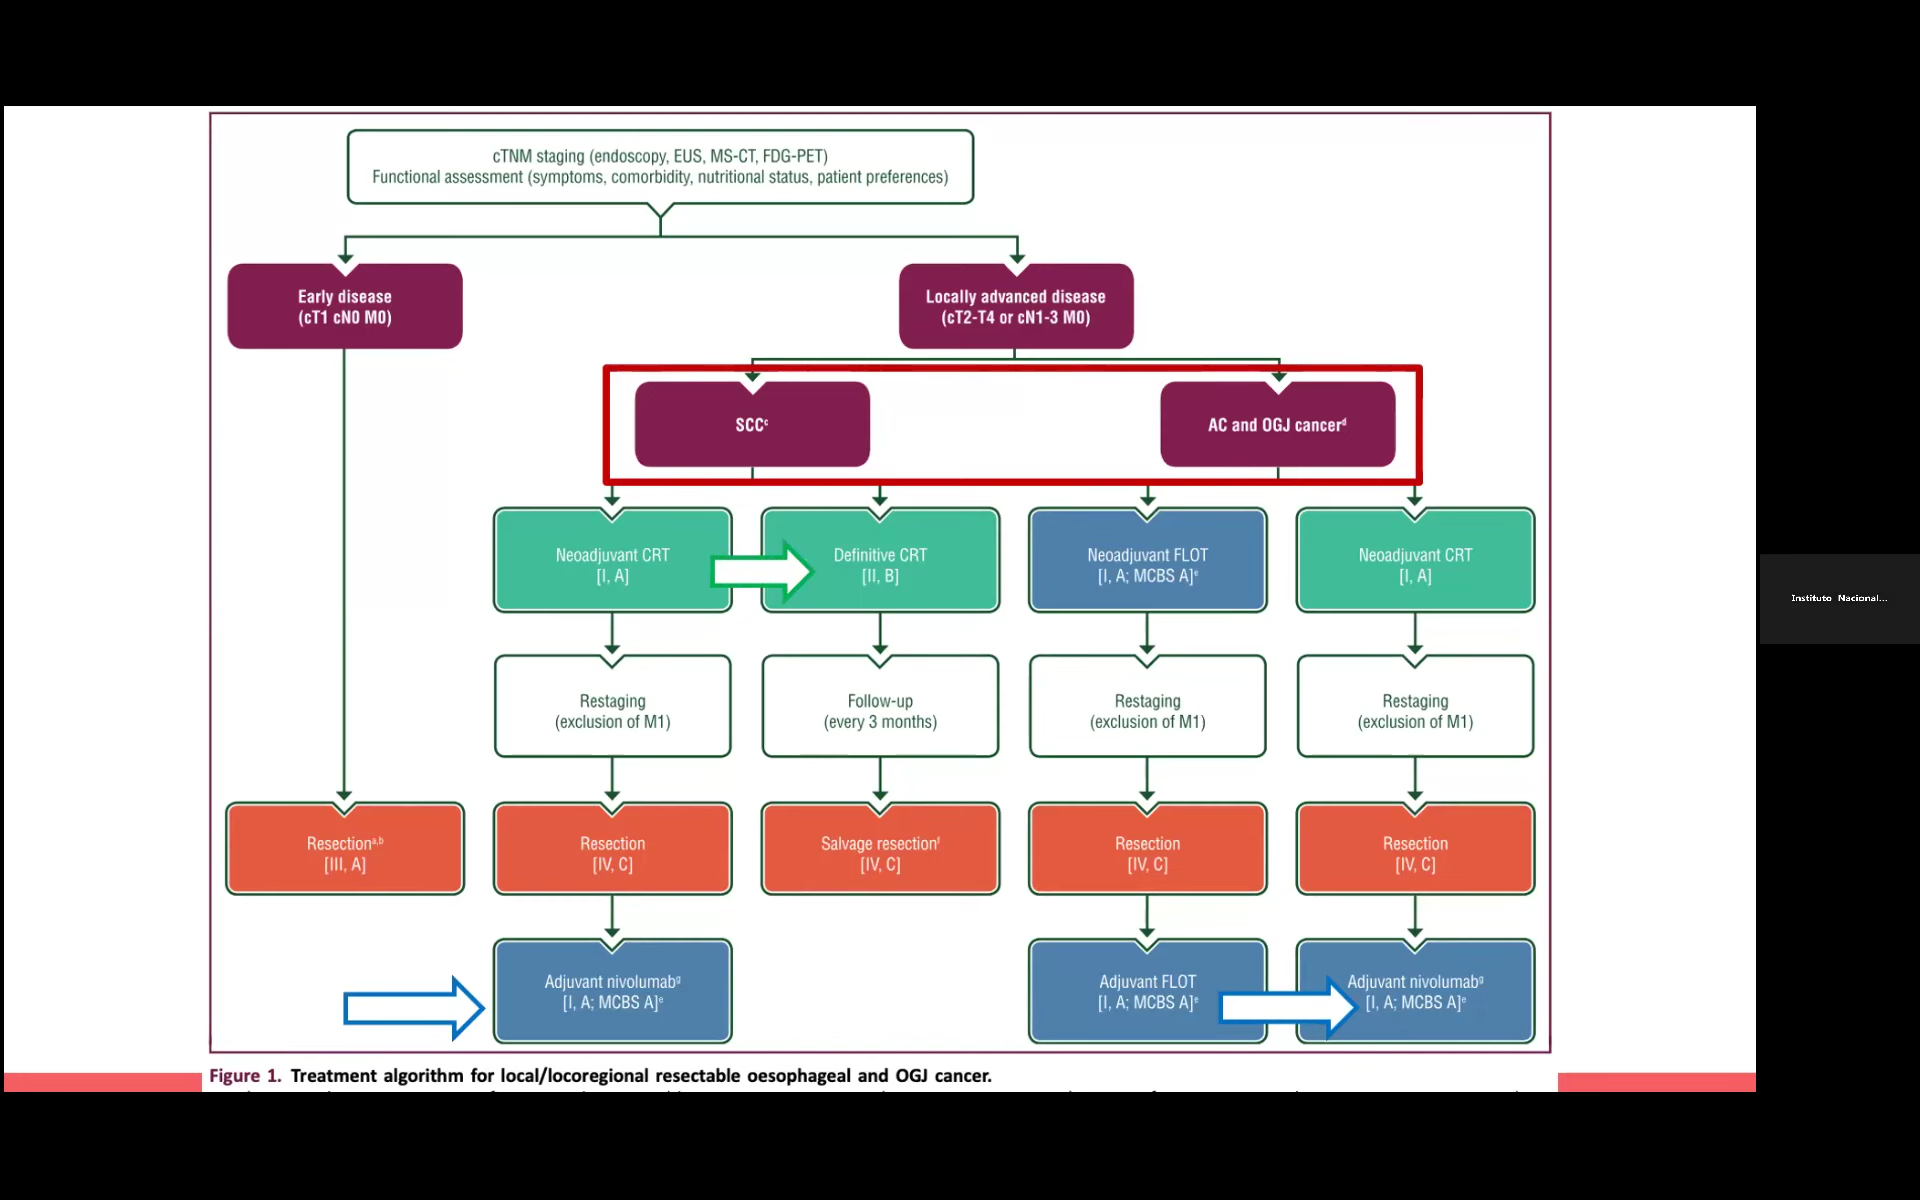 cTNM staging (endoscopy, EUS, MS-CT, FDG-PET)
Functional assessment (symptoms, comorbidity, nutritional status, patient preferences)
Early disease
(cT1 cN0 M0)
Locally advanced disease
(cT2-T4 or cN1-3 M0)
SCCᶜ
AC and OGJ cancerᵈ
Neoadjuvant CRT
[I, A]
Definitive CRT
[II, B]
Neoadjuvant FLOT
[I, A; MCBS A]ᵉ
Neoadjuvant CRT
[I, A]
Restaging
(exclusion of M1)
Follow-up
(every 3 months)
Restaging
(exclusion of M1)
Restaging
(exclusion of M1)
Resectionᵃ,ᵇ
[III, A]
Resection
[IV, C]
Salvage resectionᶠ
[IV, C]
Resection
[IV, C]
Resection
[IV, C]
Adjuvant nivolumabᵍ
[I, A; MCBS A]ᵉ
Adjuvant FLOT
[I, A; MCBS A]ᵉ
Adjuvant nivolumabᵍ
[I, A; MCBS A]ᵉ
Figure 1. Treatment algorithm for local/locoregional resectable oesophageal and OGJ cancer.
Instituto Nacional...